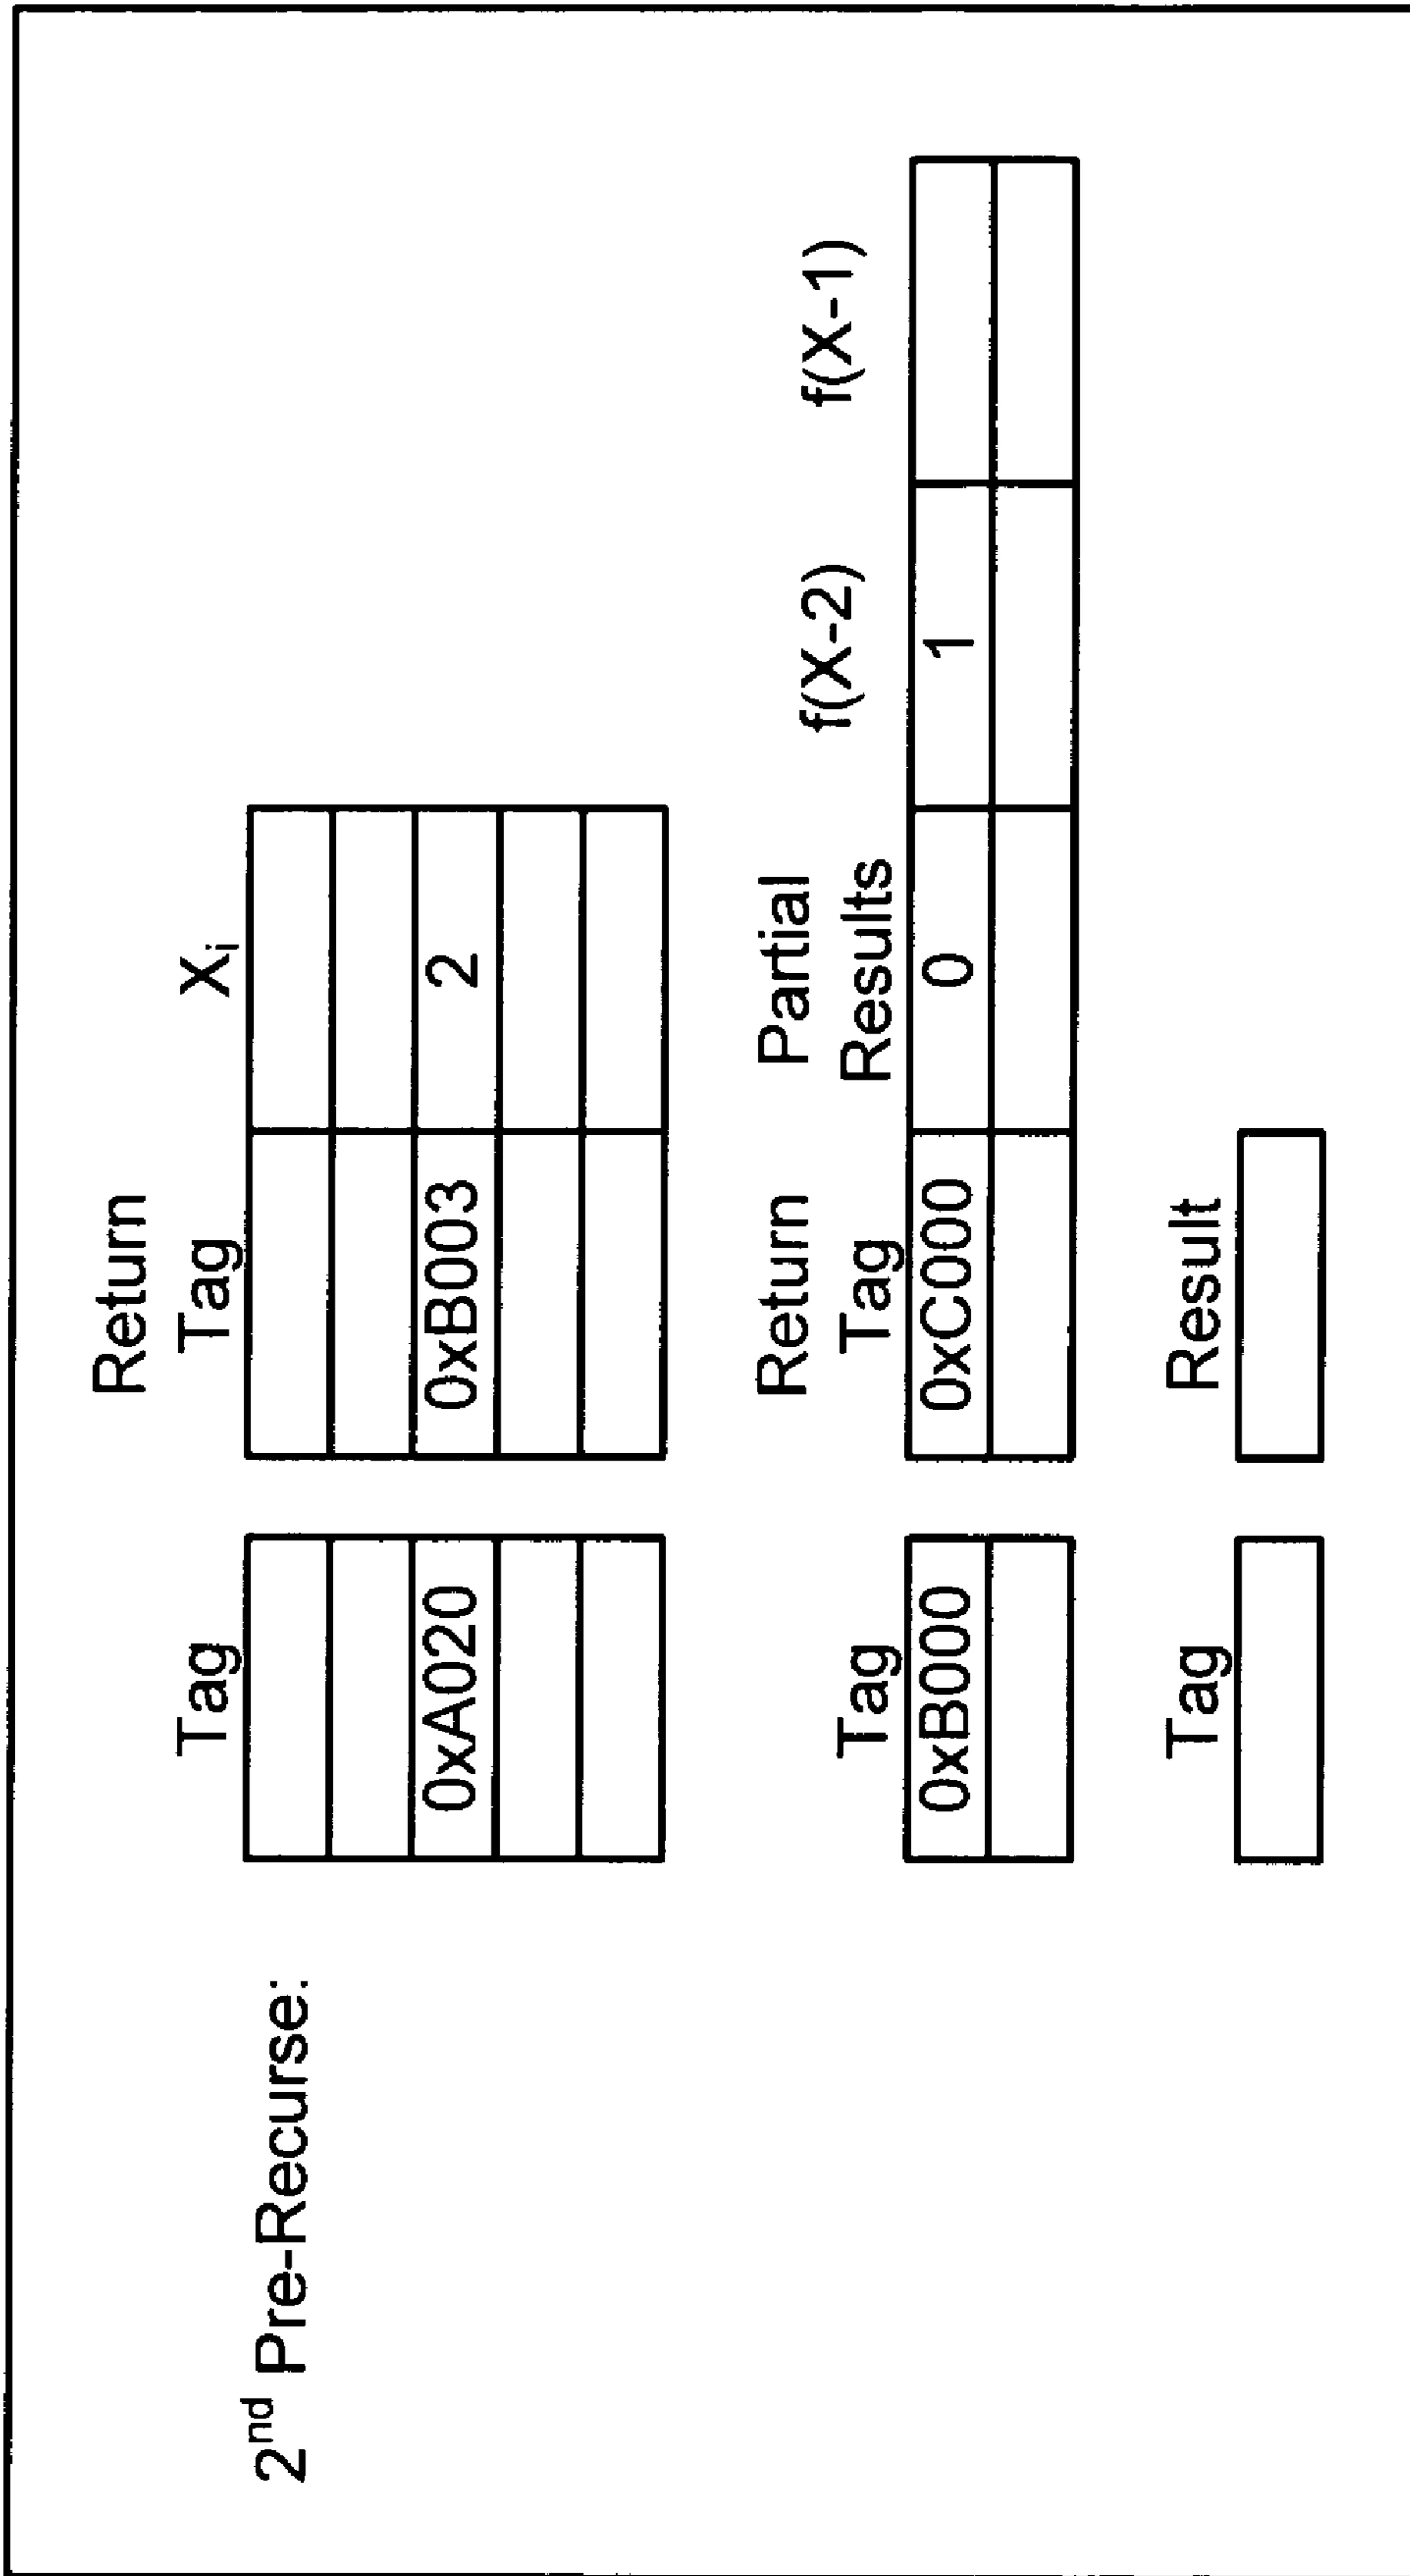 2nd Pre-Recurse:
Return
Tag Tag Xi
0xA020 0xB003 2
Return Partial
Tag Tag Results f(X-2) f(X-1)
0xB000 0xC000 0 1
Tag Result